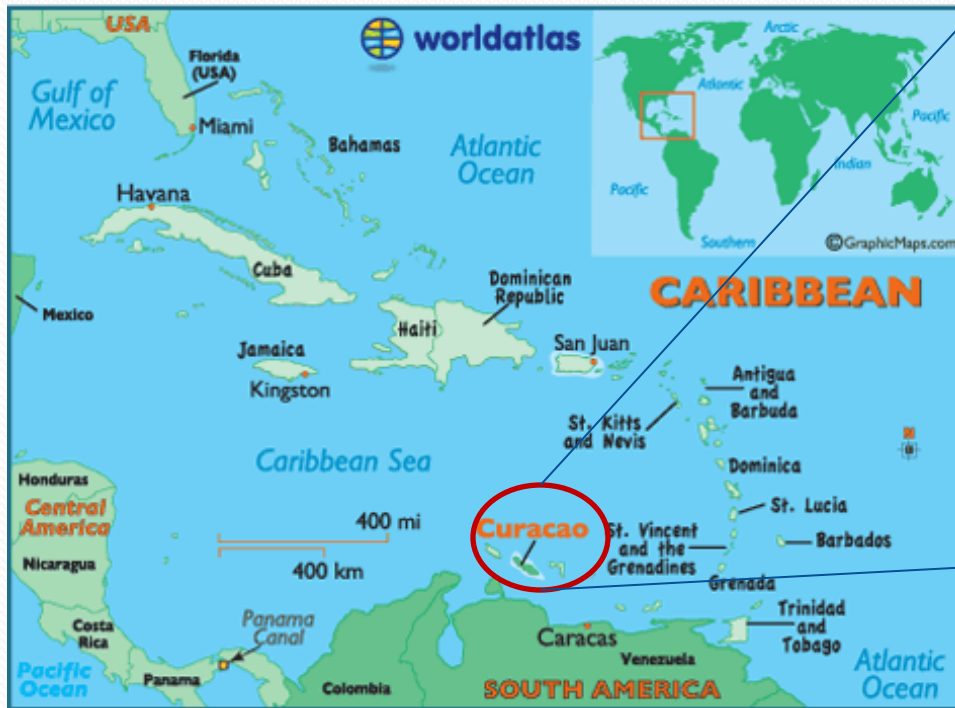 USA
worldatlas
Arctic
Florida
(USA)
Gulf of
Mexico
Atlantic
Pacific
Miami
Bahamas
Atlantic
Ocean
Indian
Pacific
Havana
Southern
©GraphicMaps.com
Cuba
Dominican
Republic
CARIBBEAN
Mexico
Haiti
San Juan
Jamaica
Kingston
Antigua
and
Barbuda
St. Kitts
and Nevis
N
Caribbean Sea
Dominica
Honduras
Central
America
400 mi
St. Lucia
Curacao
St. Vincent
and the
Grenadines
Barbados
Nicaragua
400 km
Grenada
Costa
Rica
Panama
Canal
Trinidad
and
Tobago
Caracas
Venezuela
Pacific
Ocean
Panama
Colombia
SOUTH AMERICA
Atlantic
Ocean